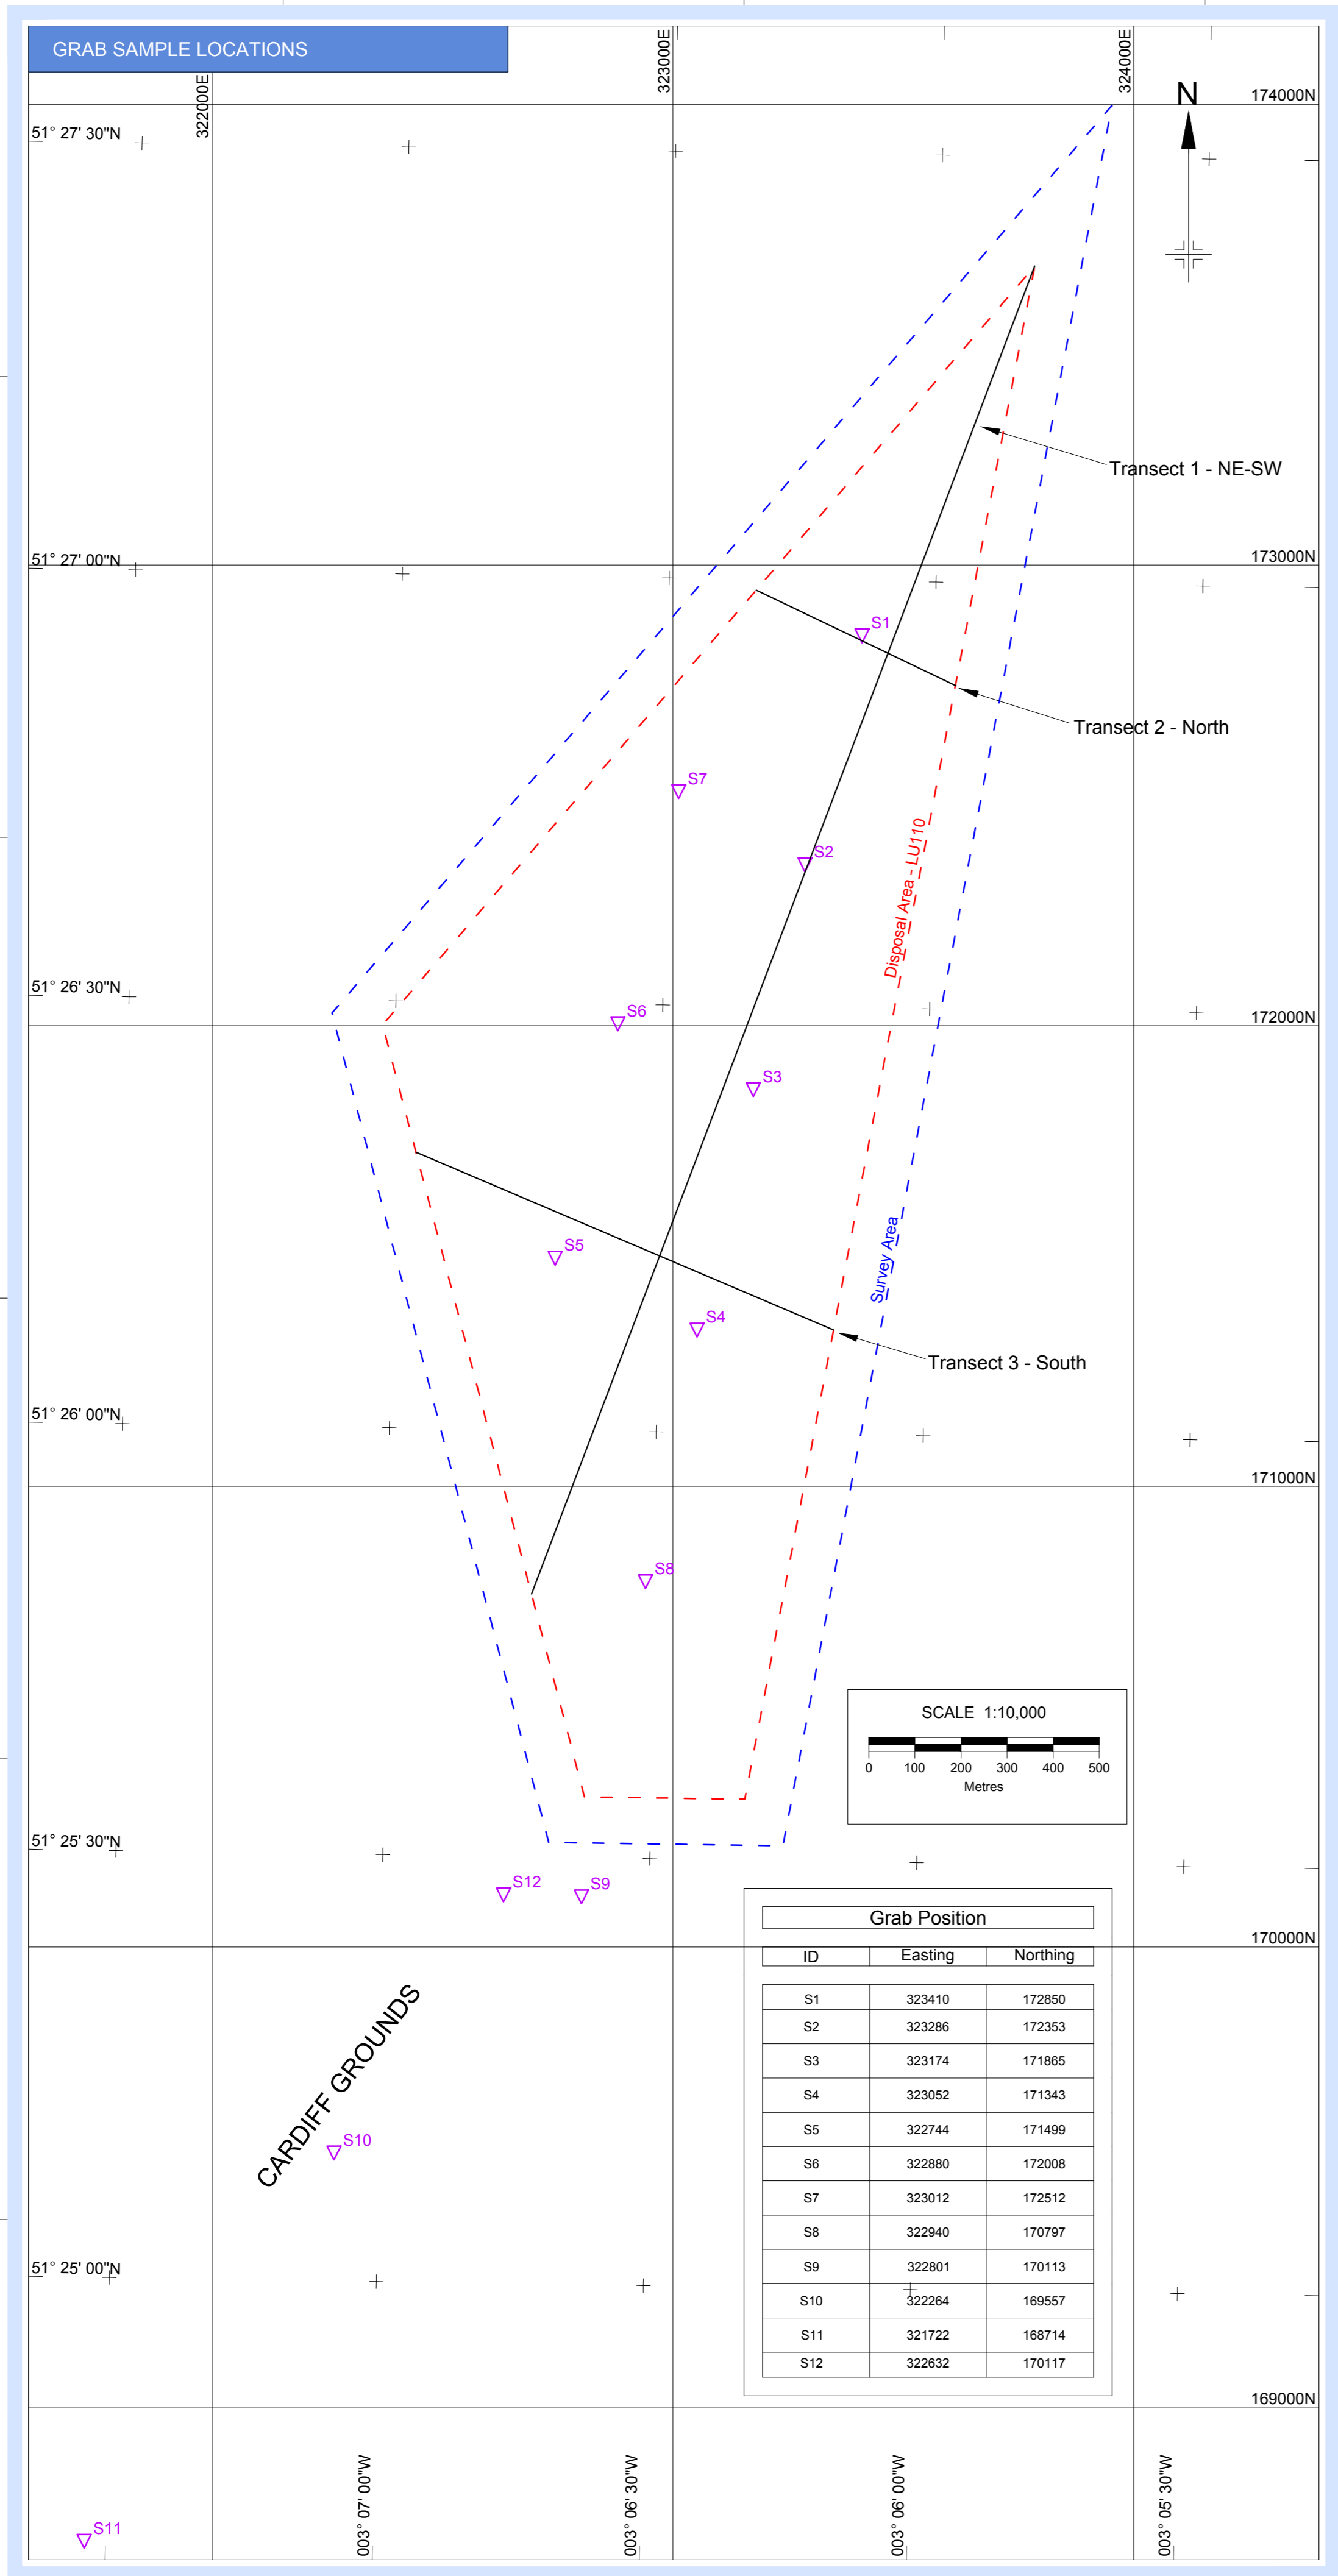 GRAB SAMPLE LOCATIONS
322000E
323000E
324000E
N
174000N
51° 27' 30"N
Transect 1 - NE-SW
51° 27' 00"N
173000N
S1
Transect 2 - North
S7
S2
Disposal Area - LU110
51° 26' 30"N
S6
172000N
S3
Survey Area
S5
S4
Transect 3 - South
51° 26' 00"N
171000N
S8
SCALE 1:10,000
0 100 200 300 400 500
Metres
51° 25' 30"N
S12
S9
170000N
Grab Position
ID Easting Northing
S1 323410 172850
S2 323286 172353
S3 323174 171865
S4 323052 171343
S5 322744 171499
S6 322880 172008
S7 323012 172512
S8 322940 170797
S9 322801 170113
S10 322264 169557
S11 321722 168714
S12 322632 170117
CARDIFF GROUNDS
S10
51° 25' 00"N
169000N
003° 07' 00"W
003° 06' 30"W
003° 06' 00"W
003° 05' 30"W
S11